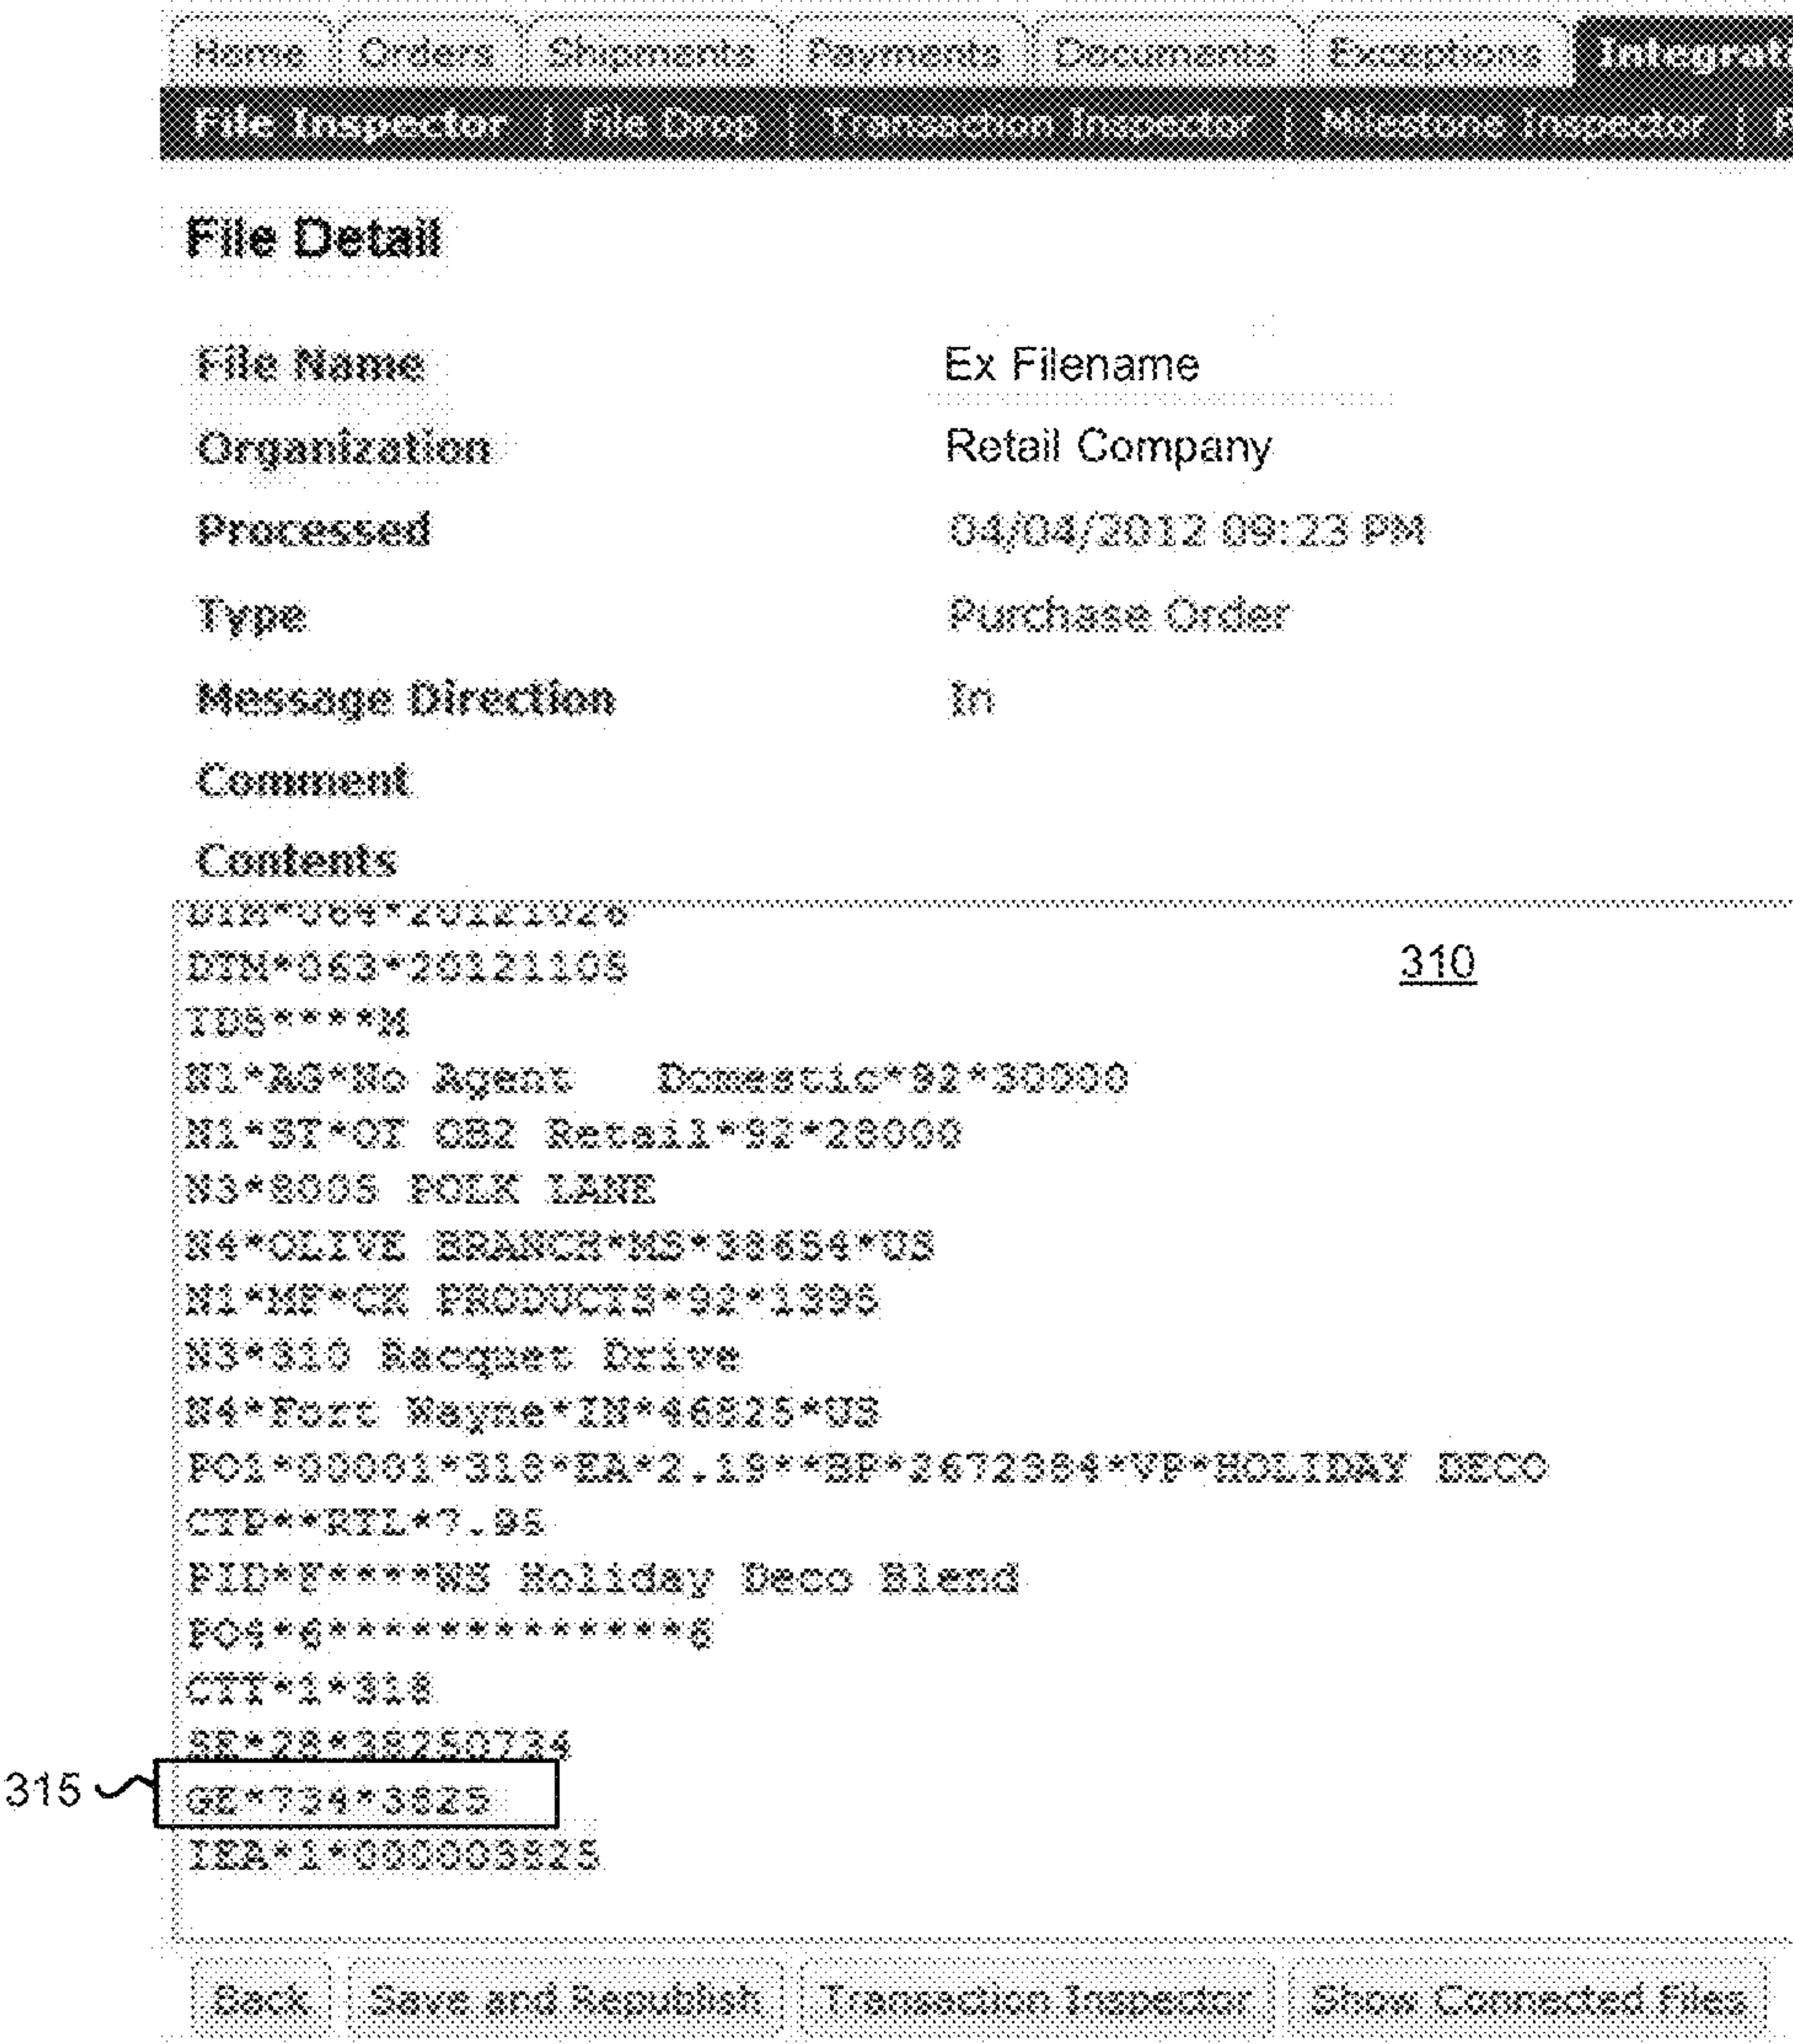 Home Orders Shipments Payments Documents Exceptions Integrat
File Inspector | File Drop | Transaction Inspector | Milestone Inspector |
File Detail
File Name Ex Filename
Organization Retail Company
Processed 04/04/2012 09:23 PM
Type Purchase Order
Message Direction In
Comment
Contents
DTM*064*20121026
DTM*063*20121105
TD5****M
310
N1*AG*No Agent   Domestic*92*30000
N1*ST*OT GB2 Retail*92*28000
N3*8005 POLK LANE
N4*OLIVE BRANCH*MS*38654*US
N1*MF*CK PRODUCTS*92*1395
N3*310 Racquet Drive
N4*Fort Wayne*IN*46825*US
PO1*00001*318*EA*2.19**BP*2672384*VP*HOLIDAY DECO
CTP**RTL*7.95
PID*F****WS Holiday Deco Blend
PO4*6*************6
CTT*1*318
SE*28*38250734
315 GE*734*3825
IEA*1*000003825
Back Save and Republish Transaction Inspector Show Connected Files